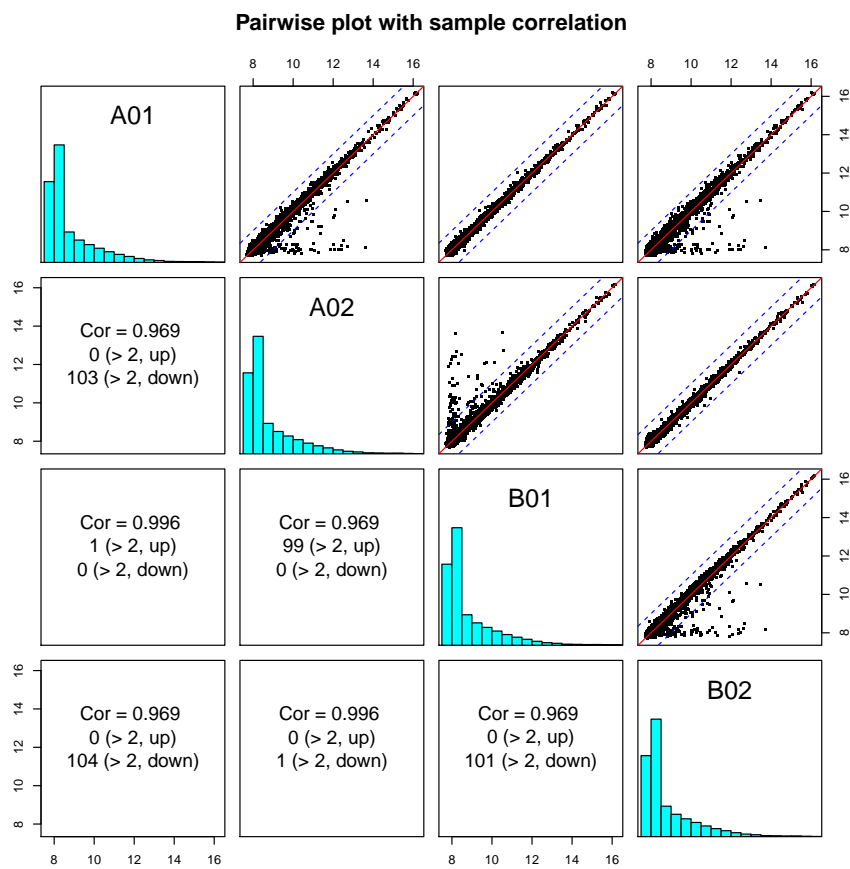 Pairwise plot with sample correlation
8 10 12 14 16
8 10 12 14 16
A01
8 10 12 14 16
A02
8 10 12 14 16
Cor = 0.969
0 (> 2, up)
103 (> 2, down)
B01
8 10 12 14 16
Cor = 0.996
1 (> 2, up)
0 (> 2, down)
Cor = 0.969
99 (> 2, up)
0 (> 2, down)
B02
8 10 12 14 16
Cor = 0.969
0 (> 2, up)
104 (> 2, down)
Cor = 0.996
0 (> 2, up)
1 (> 2, down)
Cor = 0.969
0 (> 2, up)
101 (> 2, down)
8 10 12 14 16
8 10 12 14 16